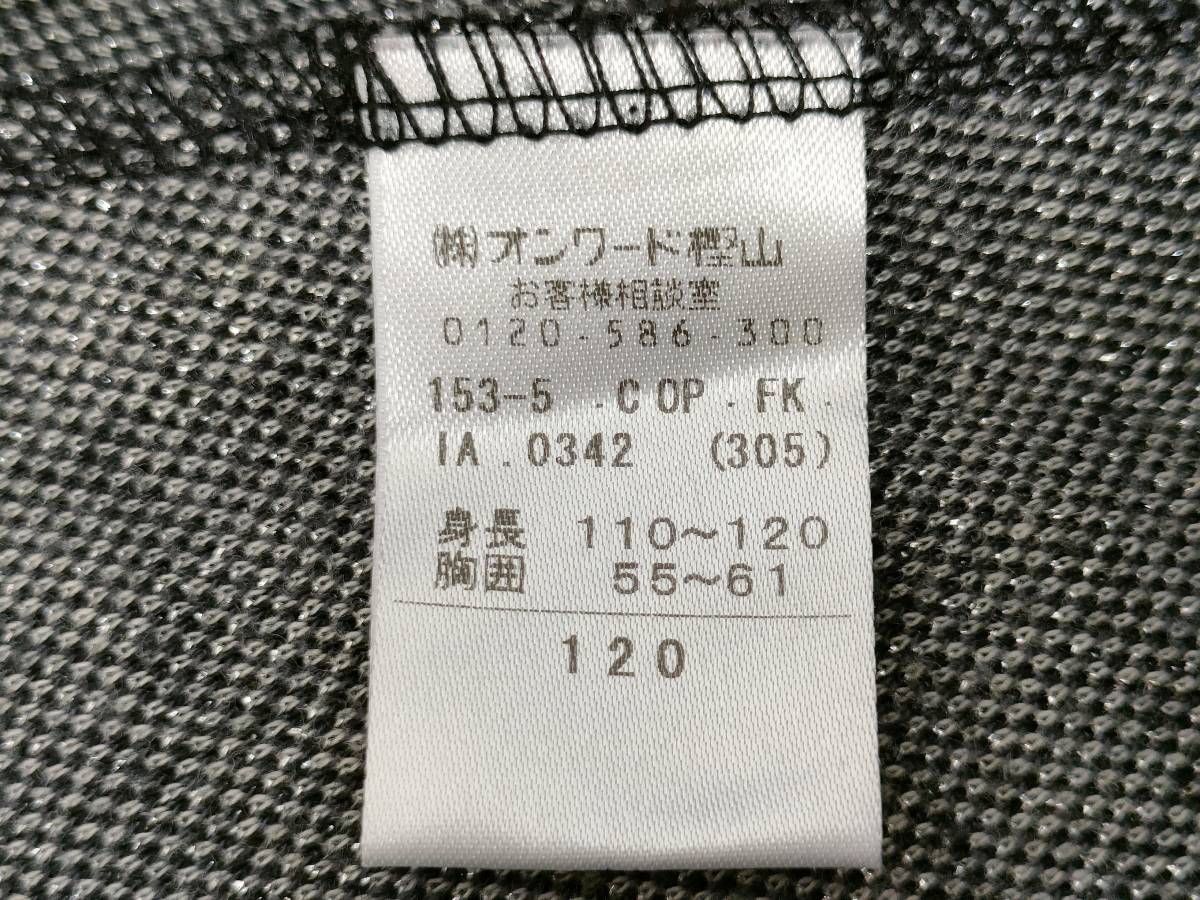 ㈱オンワード樫山
お客様相談室
0120-586-300
153-5 .COP.FK.
IA.0342 (305)
身長 110〜120
胸囲 55〜61
120